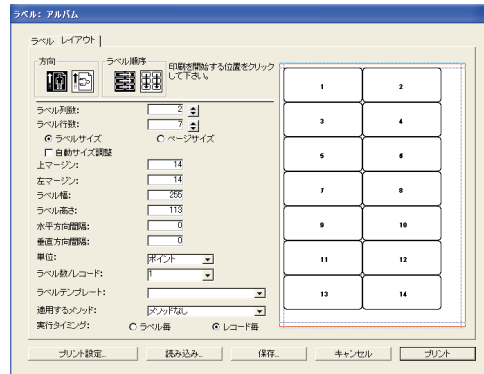 ラベル: アルバム
ラベル レイアウト
方向 ラベル順序
印刷を開始する位置をクリック
して下さい。
ラベル列数: 2
ラベル行数: 7
ラベルサイズ ページサイズ
自動サイズ調整
上マージン: 14
左マージン: 14
ラベル幅: 255
ラベル高さ: 113
水平方向間隔: 0
垂直方向間隔: 0
単位: ポイント
ラベル数/レコード: 1
ラベルテンプレート:
適用するメソッド: メソッドなし
実行タイミング: ラベル毎 レコード毎
1 2
3 4
5 6
7 8
9 10
11 12
13 14
プリント設定... 読み込み... 保存... キャンセル プリント